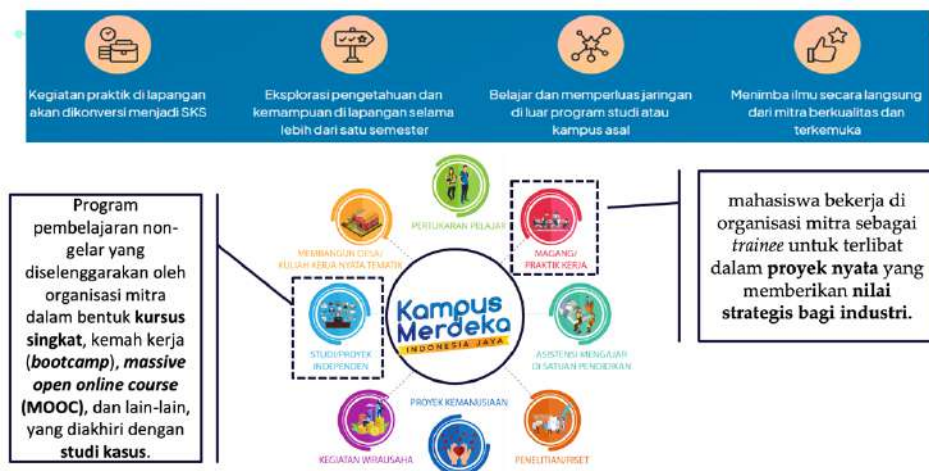 Kegiatan praktik di lapangan
akan dikonversi menjadi SKS
Eksplorasi pengetahuan dan
kemampuan di lapangan selama
lebih dari satu semester
Belajar dan memperluas jaringan
di luar program studi atau
kampus asal
Menimba ilmu secara langsung
dari mitra berkualitas dan
terkemuka
Program
pembelajaran non-
gelar yang
diselenggarakan oleh
organisasi mitra
dalam bentuk kursus
singkat, kemah kerja
(bootcamp), massive
open online course
(MOOC), dan lain-lain,
yang diakhiri dengan
studi kasus.
PERTUKARAN PELAJAR
MEMBANGUN DESA/
KULIAH KERJA NYATA TEMATIK
MAGANG/
PRAKTIK KERJA
STUDI/PROYEK
INDEPENDEN
Kampus
Merdeka
INDONESIA JAYA
ASISTENSI MENGAJAR
DI SATUAN PENDIDIKAN
KEGIATAN WIRAUSAHA
PROYEK KEMANUSIAAN
PENELITIAN/RISET
mahasiswa bekerja di
organisasi mitra sebagai
trainee untuk terlibat
dalam proyek nyata yang
memberikan nilai
strategis bagi industri.